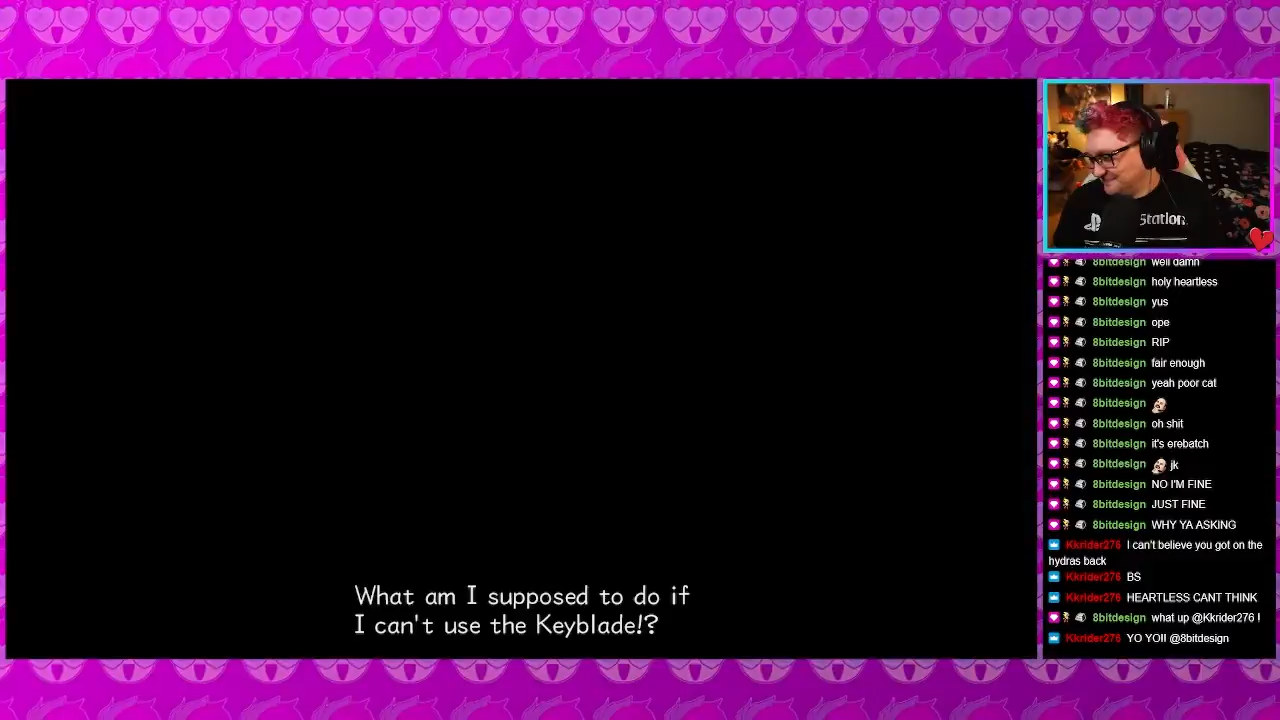 Station
8bitdesign well damn
8bitdesign holy heartless
8bitdesign yus
8bitdesign ope
8bitdesign RIP
8bitdesign fair enough
8bitdesign yeah poor cat
8bitdesign
8bitdesign oh shit
8bitdesign it's erebatch
8bitdesign jk
8bitdesign NO I'M FINE
8bitdesign JUST FINE
8bitdesign WHY YA ASKING
Kkrider276 I can't believe you got on the
hydras back
Kkrider276 BS
Kkrider276 HEARTLESS CANT THINK
8bitdesign what up @Kkrider276 !
Kkrider276 YO YO!! @8bitdesign
What am I supposed to do if
I can't use the Keyblade!?